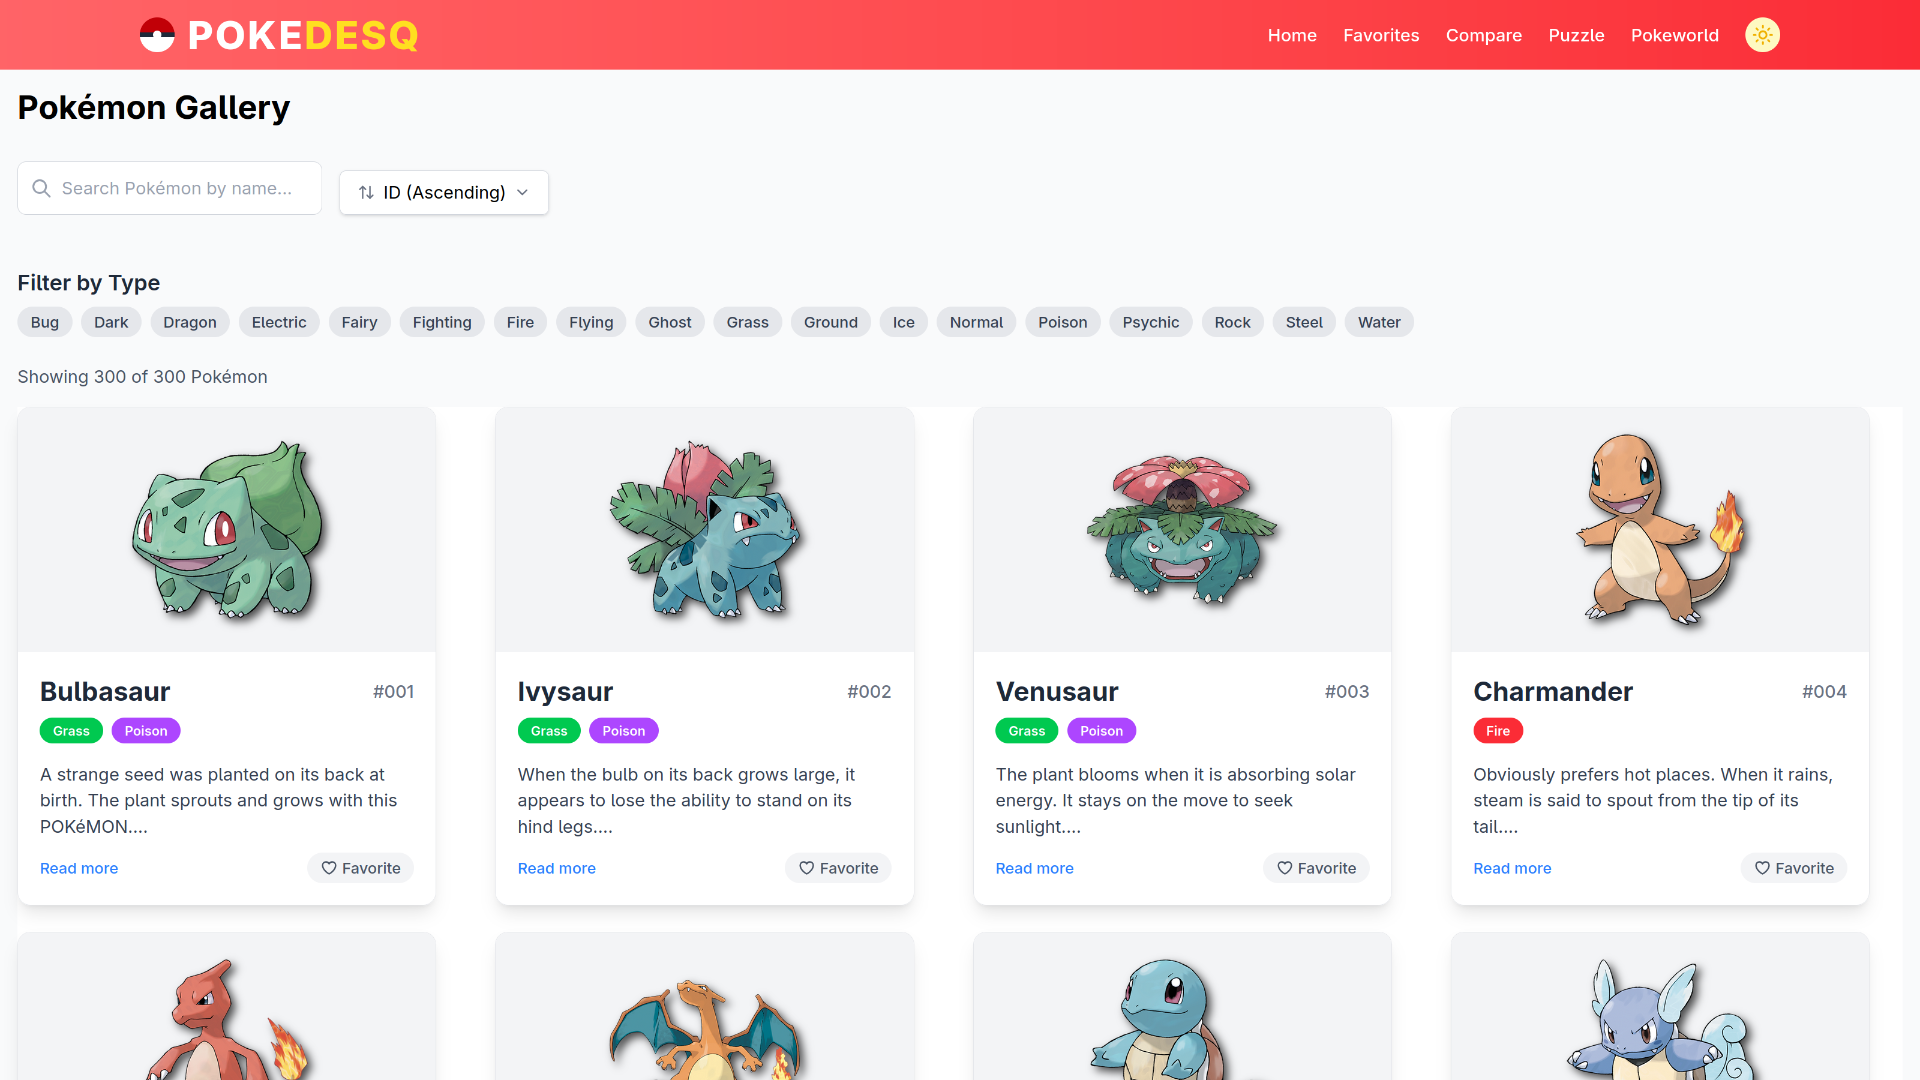 POKEDESQ
Home Favorites Compare Puzzle Pokeworld
Pokémon Gallery
Search Pokémon by name...
ID (Ascending)
Filter by Type
Bug Dark Dragon Electric Fairy Fighting Fire Flying Ghost Grass Ground Ice Normal Poison Psychic Rock Steel Water
Showing 300 of 300 Pokémon
Bulbasaur #001
Grass Poison
A strange seed was planted on its back at
birth. The plant sprouts and grows with this
POKéMON....
Read more Favorite
Ivysaur #002
Grass Poison
When the bulb on its back grows large, it
appears to lose the ability to stand on its
hind legs....
Read more Favorite
Venusaur #003
Grass Poison
The plant blooms when it is absorbing solar
energy. It stays on the move to seek
sunlight....
Read more Favorite
Charmander #004
Fire
Obviously prefers hot places. When it rains,
steam is said to spout from the tip of its
tail....
Read more Favorite